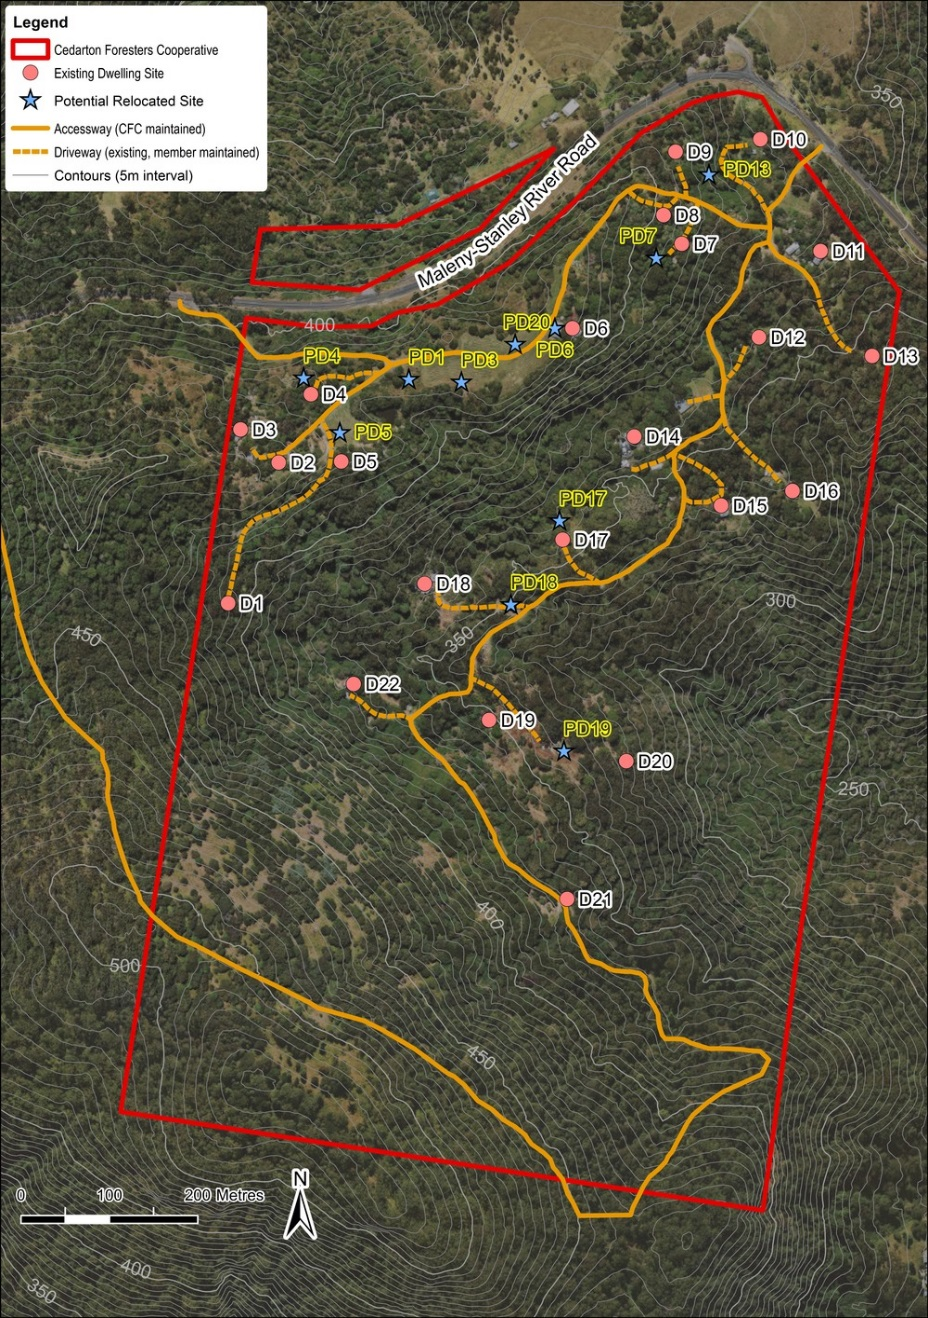 Legend
Cedarton Foresters Cooperative
Existing Dwelling Site
Potential Relocated Site
Accessway (CFC maintained)
Driveway (existing, member maintained)
Contours (5m interval)
350
Maleny-Stanley River Road
D10
D9
PD13
D8
PD7
D7
D11
400
PD20
D6
PD6
D12
PD4
PD1
PD3
D13
D4
D3
PD5
D14
D2
D5
D16
PD17
D15
D17
D18
PD18
D1
300
450
350
D22
D19
PD19
D20
250
D21
400
500
450
N
0 100 200 Metres
400
350